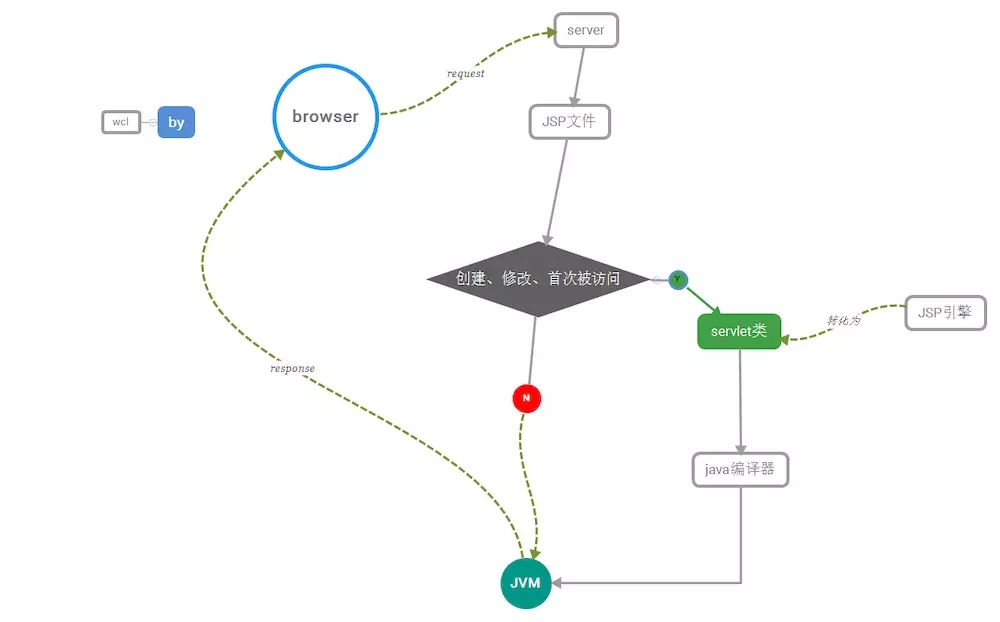 server
request
browser
wcl
by
JSP文件
创建、修改、首次被访问
Y
servlet类
转化为
JSP引擎
response
N
java编译器
JVM